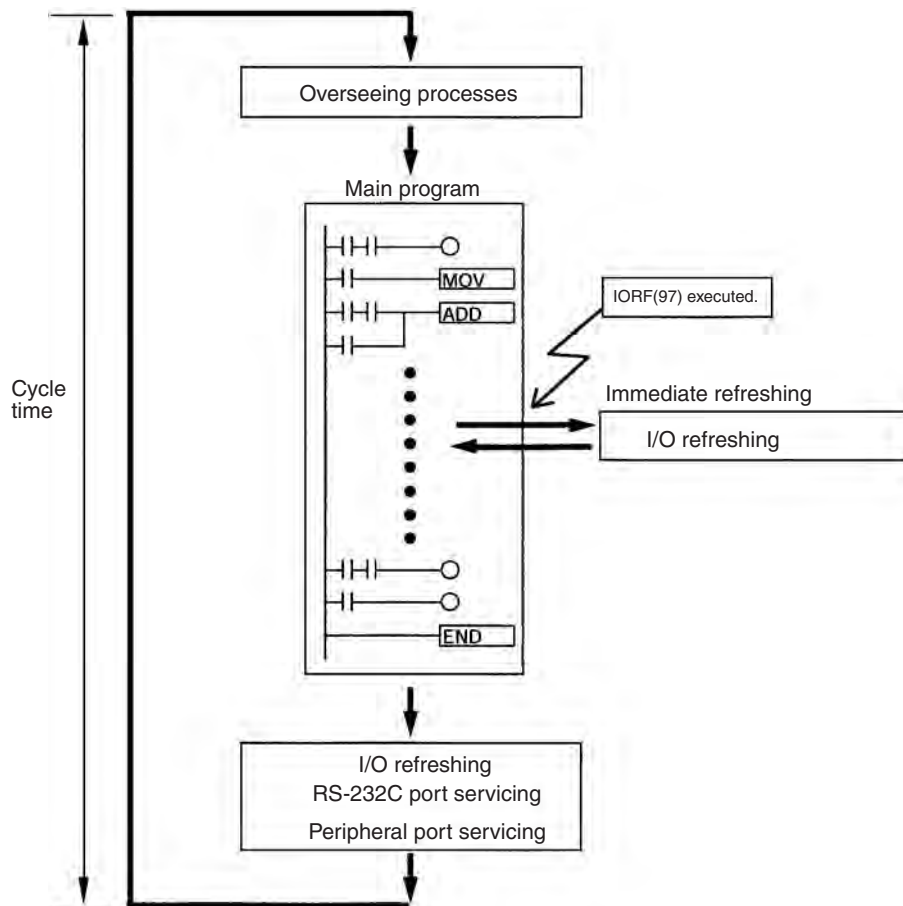 Overseeing processes
Main program
MOV
IORF(97) executed.
ADD
Cycle
time
Immediate refreshing
I/O refreshing
END
I/O refreshing
RS-232C port servicing
Peripheral port servicing